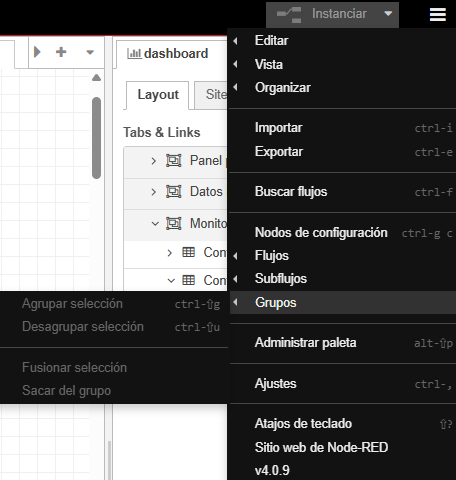 Instanciar
dashboard
Layout
Site
Tabs & Links
Panel
Datos
Monito
Con
Con
Editar
Vista
Organizar
Importar ctrl-i
Exportar ctrl-e
Buscar flujos ctrl-f
Nodos de configuración ctrl-g c
Flujos
Subflujos
Grupos
Agrupar selección ctrl-⇧g
Desagrupar selección ctrl-⇧u
Fusionar selección
Sacar del grupo
Administrar paleta alt-⇧p
Ajustes ctrl-,
Atajos de teclado ⇧?
Sitio web de Node-RED
v4.0.9